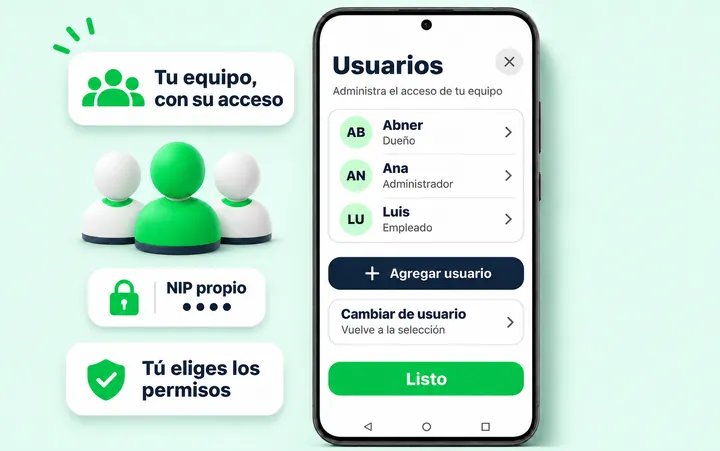 Tu equipo,
con su acceso
NIP propio
Tú eliges los
permisos
Usuarios
Administra el acceso de tu equipo
AB
Abner
Dueño
AN
Ana
Administrador
LU
Luis
Empleado
+ Agregar usuario
Cambiar de usuario
Vuelve a la selección
Listo